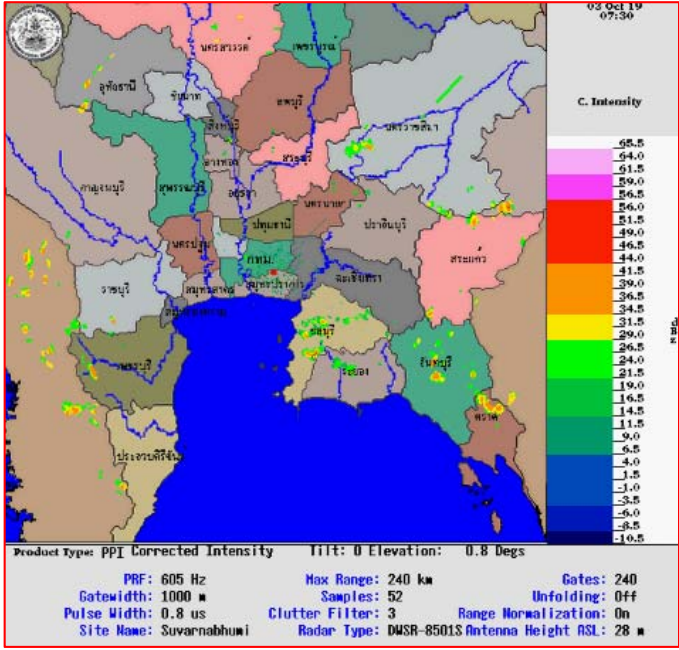 03 Oct 19
07:30
C. Intensity
65.5
64.0
61.5
59.0
56.5
56.0
51.5
49.0
46.5
44.0
41.5
39.0
36.5
34.0
31.5
29.0
26.5
24.0
21.5
19.0
16.5
14.5
11.5
9.0
6.5
4.0
1.5
-1.0
-3.5
-6.0
-8.5
-10.5
นครสวรรค์
เพชรบูรณ์
อุทัยธานี
ชัยนาท
ลพบุรี
สิงหบุรี
นครราชสีมา
อ่างทอง
สระบุรี
กาญจนบุรี
สุพรรณบุรี
อยุธยา
นครนายก
ปราจีนบุรี
ปทุมธานี
นครปฐม
กทม.
สระแก้ว
ฉะเชิงเทรา
ราชบุรี
สมุทรสาคร
สมุทรปราการ
ชลบุรี
เพชรบุรี
ระยอง
จันทบุรี
ตราด
ประจวบคีรีขันธ์
Product Type: PPI Corrected Intensity Tilt: 0 Elevation: 0.8 Degs
PRF: 605 Hz Max Range: 240 km Gates: 240
Gatewidth: 1000 m Samples: 52 Unfolding: Off
Pulse Width: 0.8 us Clutter Filter: 3 Range Normalization: On
Site Name: Suvarnabhumi Radar Type: DWSR-8501S Antenna Height ASL: 28 m